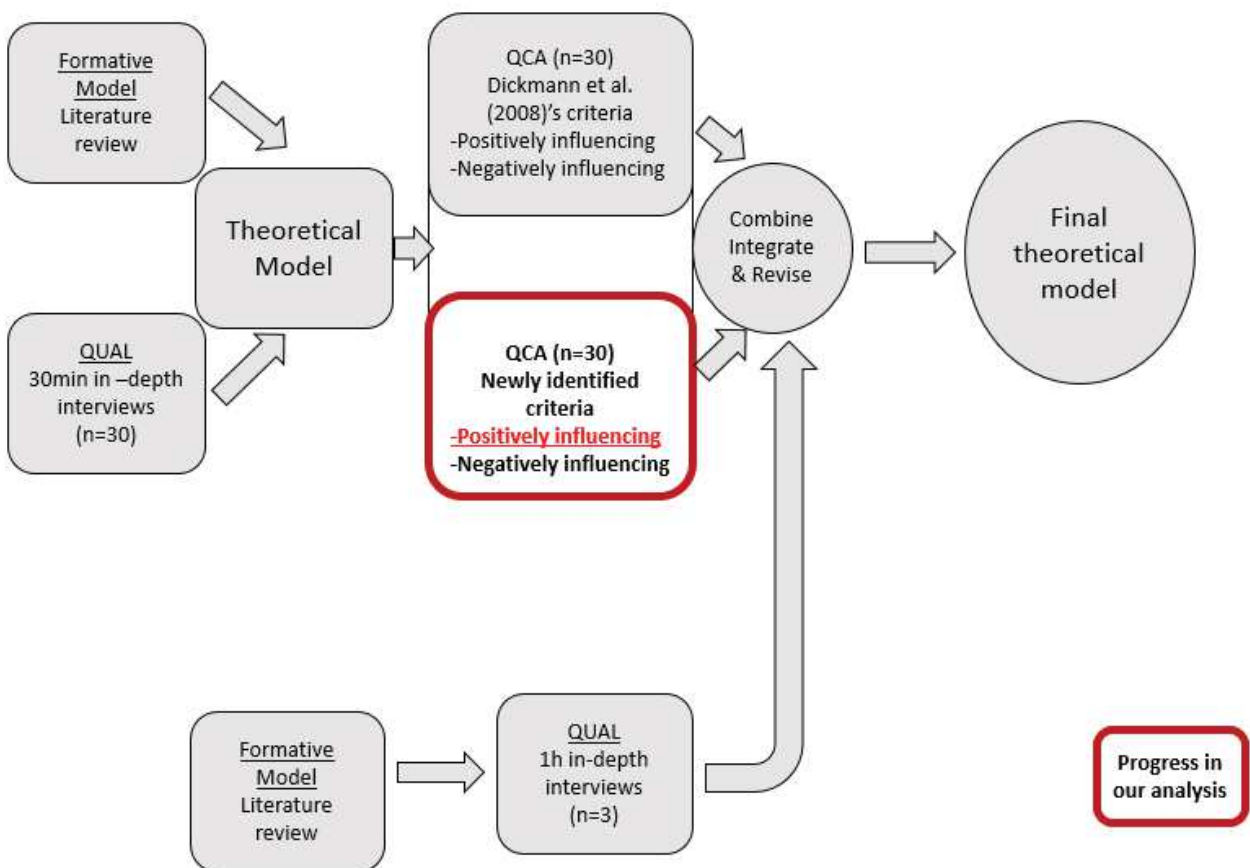 Formative
Model
Literature
review
QUAL
30min in –depth
interviews
(n=30)
Theoretical
Model
QCA (n=30)
Dickmann et al.
(2008)'s criteria
-Positively influencing
-Negatively influencing
QCA (n=30)
Newly identified
criteria
-Positively influencing
-Negatively influencing
Combine
Integrate
& Revise
Final
theoretical
model
Formative
Model
Literature
review
QUAL
1h in-depth
interviews
(n=3)
Progress in
our analysis